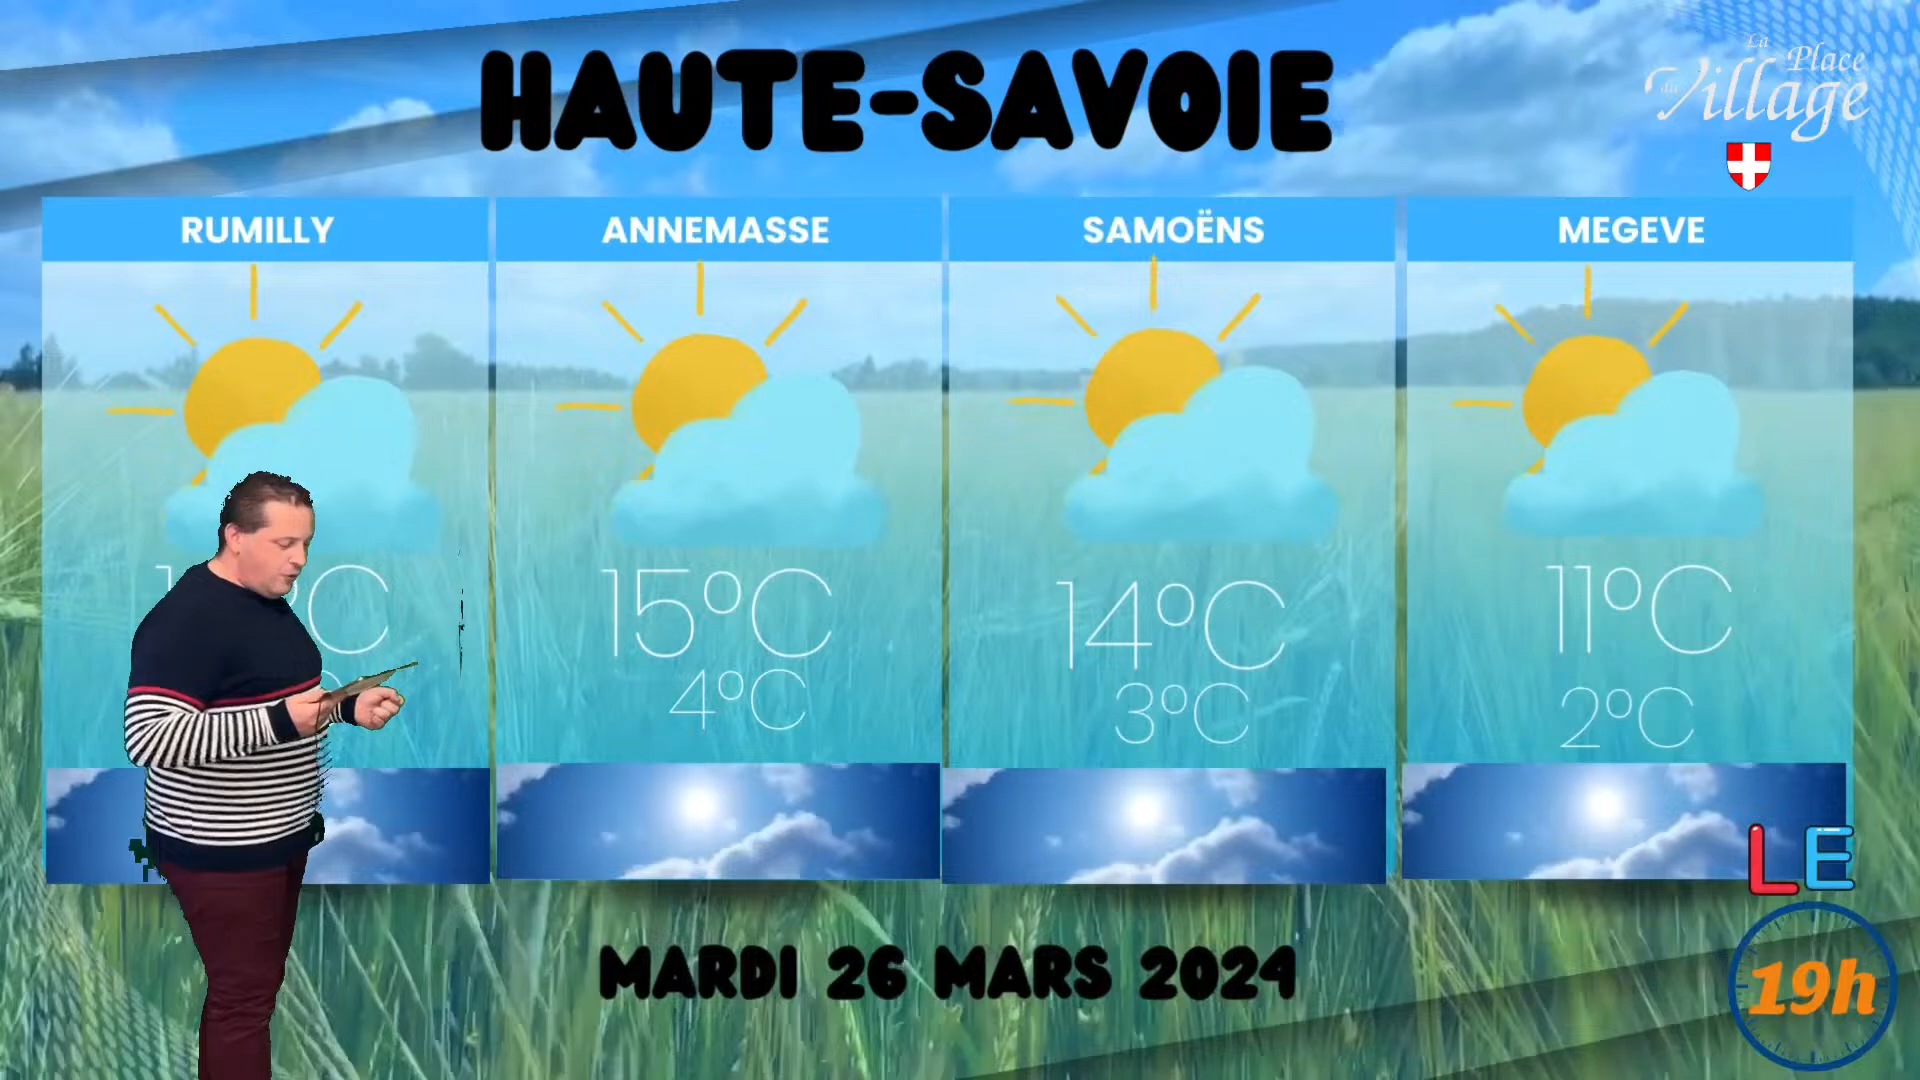 HAUTE-SAVOIE
La Place
du Village
RUMILLY
ANNEMASSE
SAMOËNS
MEGEVE
15°C
14°C
11°C
4°C
3°C
2°C
LE
19h
MARDI 26 MARS 2024